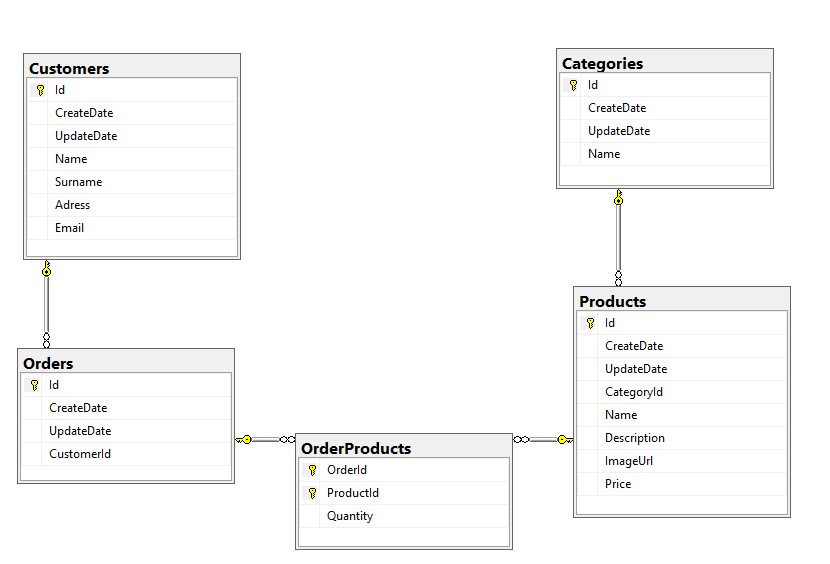 Customers
Id
CreateDate
UpdateDate
Name
Surname
Adress
Email
Categories
Id
CreateDate
UpdateDate
Name
Orders
Id
CreateDate
UpdateDate
CustomerId
OrderProducts
OrderId
ProductId
Quantity
Products
Id
CreateDate
UpdateDate
CategoryId
Name
Description
ImageUrl
Price